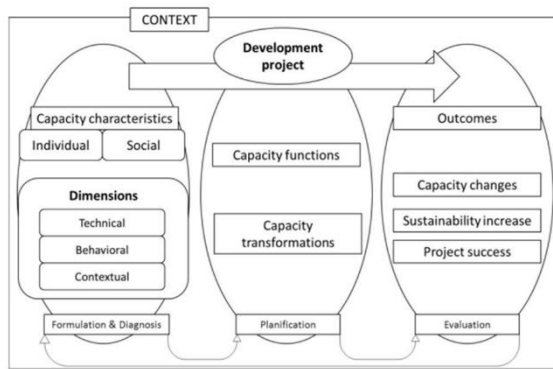 CONTEXT
Development
project
Capacity characteristics
Individual
Social
Dimensions
Technical
Behavioral
Contextual
Formulation & Diagnosis
Capacity functions
Capacity
transformations
Planification
Outcomes
Capacity changes
Sustainability increase
Project success
Evaluation